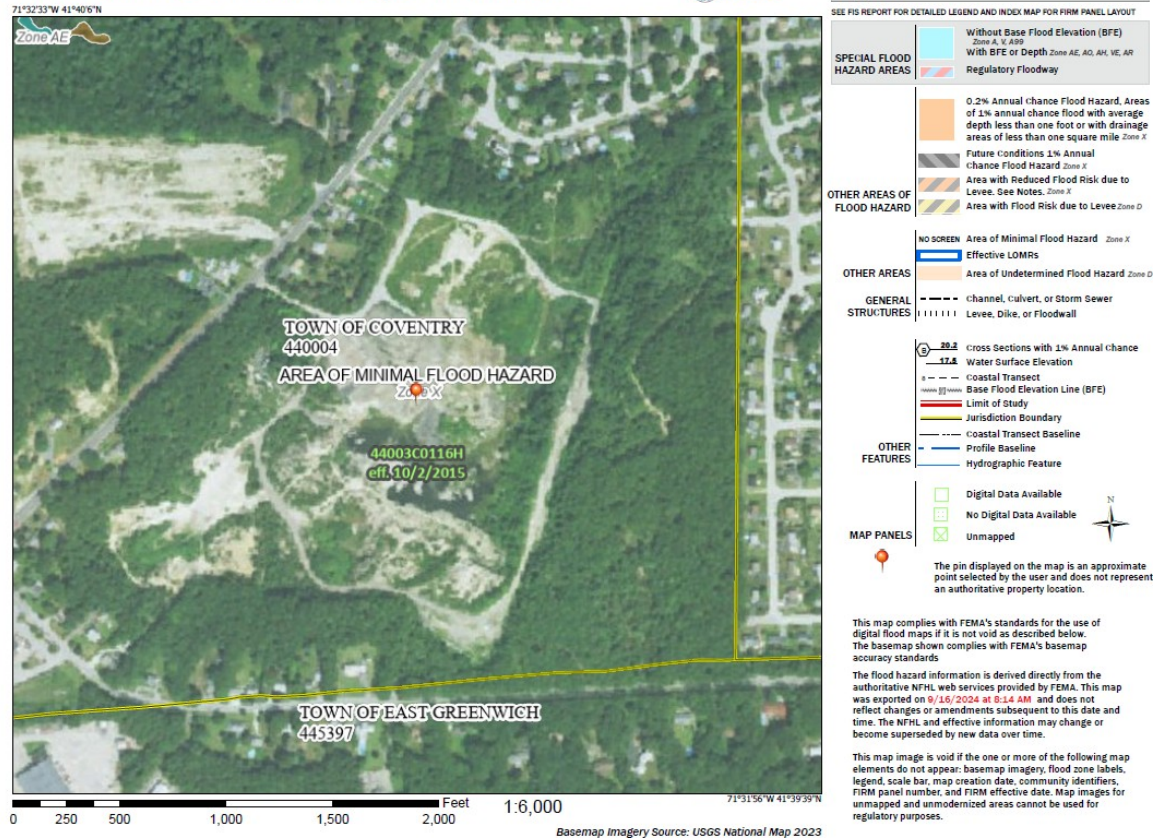 71°32'33"W 41°40'6"N
Zone AE
TOWN OF COVENTRY
440004
AREA OF MINIMAL FLOOD HAZARD
Zone X
44003C0116H
eff. 10/2/2015
TOWN OF EAST GREENWICH
445397
71°31'56"W 41°39'39"N
0 250 500 1,000 1,500 2,000
Feet 1:6,000
Basemap Imagery Source: USGS National Map 2023
SEE FIS REPORT FOR DETAILED LEGEND AND INDEX MAP FOR FIRM PANEL LAYOUT
SPECIAL FLOOD
HAZARD AREAS
Without Base Flood Elevation (BFE)
Zone A, V, A99
With BFE or Depth Zone AE, AO, AH, VE, AR
Regulatory Floodway
OTHER AREAS OF
FLOOD HAZARD
0.2% Annual Chance Flood Hazard, Areas
of 1% annual chance flood with average
depth less than one foot or with drainage
areas of less than one square mile Zone X
Future Conditions 1% Annual
Chance Flood Hazard Zone X
Area with Reduced Flood Risk due to
Levee. See Notes. Zone X
Area with Flood Risk due to Levee Zone D
OTHER AREAS
NO SCREEN Area of Minimal Flood Hazard Zone X
Effective LOMRs
Area of Undetermined Flood Hazard Zone D
GENERAL
STRUCTURES
Channel, Culvert, or Storm Sewer
Levee, Dike, or Floodwall
OTHER
FEATURES
20.2 Cross Sections with 1% Annual Chance
17.5 Water Surface Elevation
8 Coastal Transect
Base Flood Elevation Line (BFE)
Limit of Study
Jurisdiction Boundary
Coastal Transect Baseline
Profile Baseline
Hydrographic Feature
MAP PANELS
Digital Data Available
No Digital Data Available
Unmapped
N
The pin displayed on the map is an approximate
point selected by the user and does not represent
an authoritative property location.
This map complies with FEMA's standards for the use of
digital flood maps if it is not void as described below.
The basemap shown complies with FEMA's basemap
accuracy standards
The flood hazard information is derived directly from the
authoritative NFHL web services provided by FEMA. This map
was exported on 9/16/2024 at 8:14 AM and does not
reflect changes or amendments subsequent to this date and
time. The NFHL and effective information may change or
become superseded by new data over time.
This map image is void if the one or more of the following map
elements do not appear: basemap imagery, flood zone labels,
legend, scale bar, map creation date, community identifiers,
FIRM panel number, and FIRM effective date. Map images for
unmapped and unmodernized areas cannot be used for
regulatory purposes.